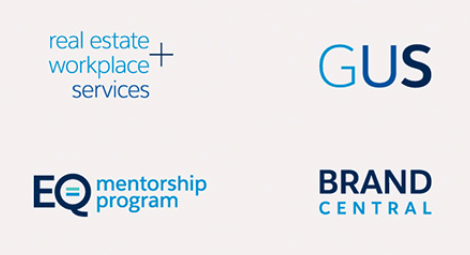 real estate +
workplace
services
GUS
EQ mentorship
program
BRAND
CENTRAL